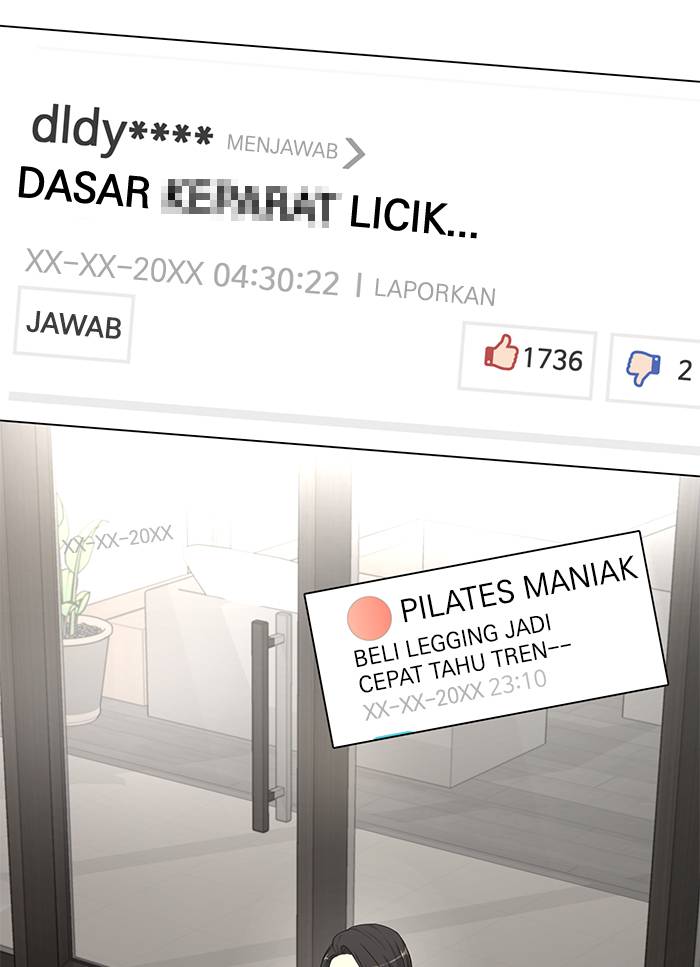 dldy**** MENJAWAB
DASAR KEPARAT LICIK...
XX-XX-20XX 04:30:22 | LAPORKAN
JAWAB
1736
2
XX-XX-20XX
PILATES MANIAK
BELI LEGGING JADI
CEPAT TAHU TREN--
XX-XX-20XX 23:10